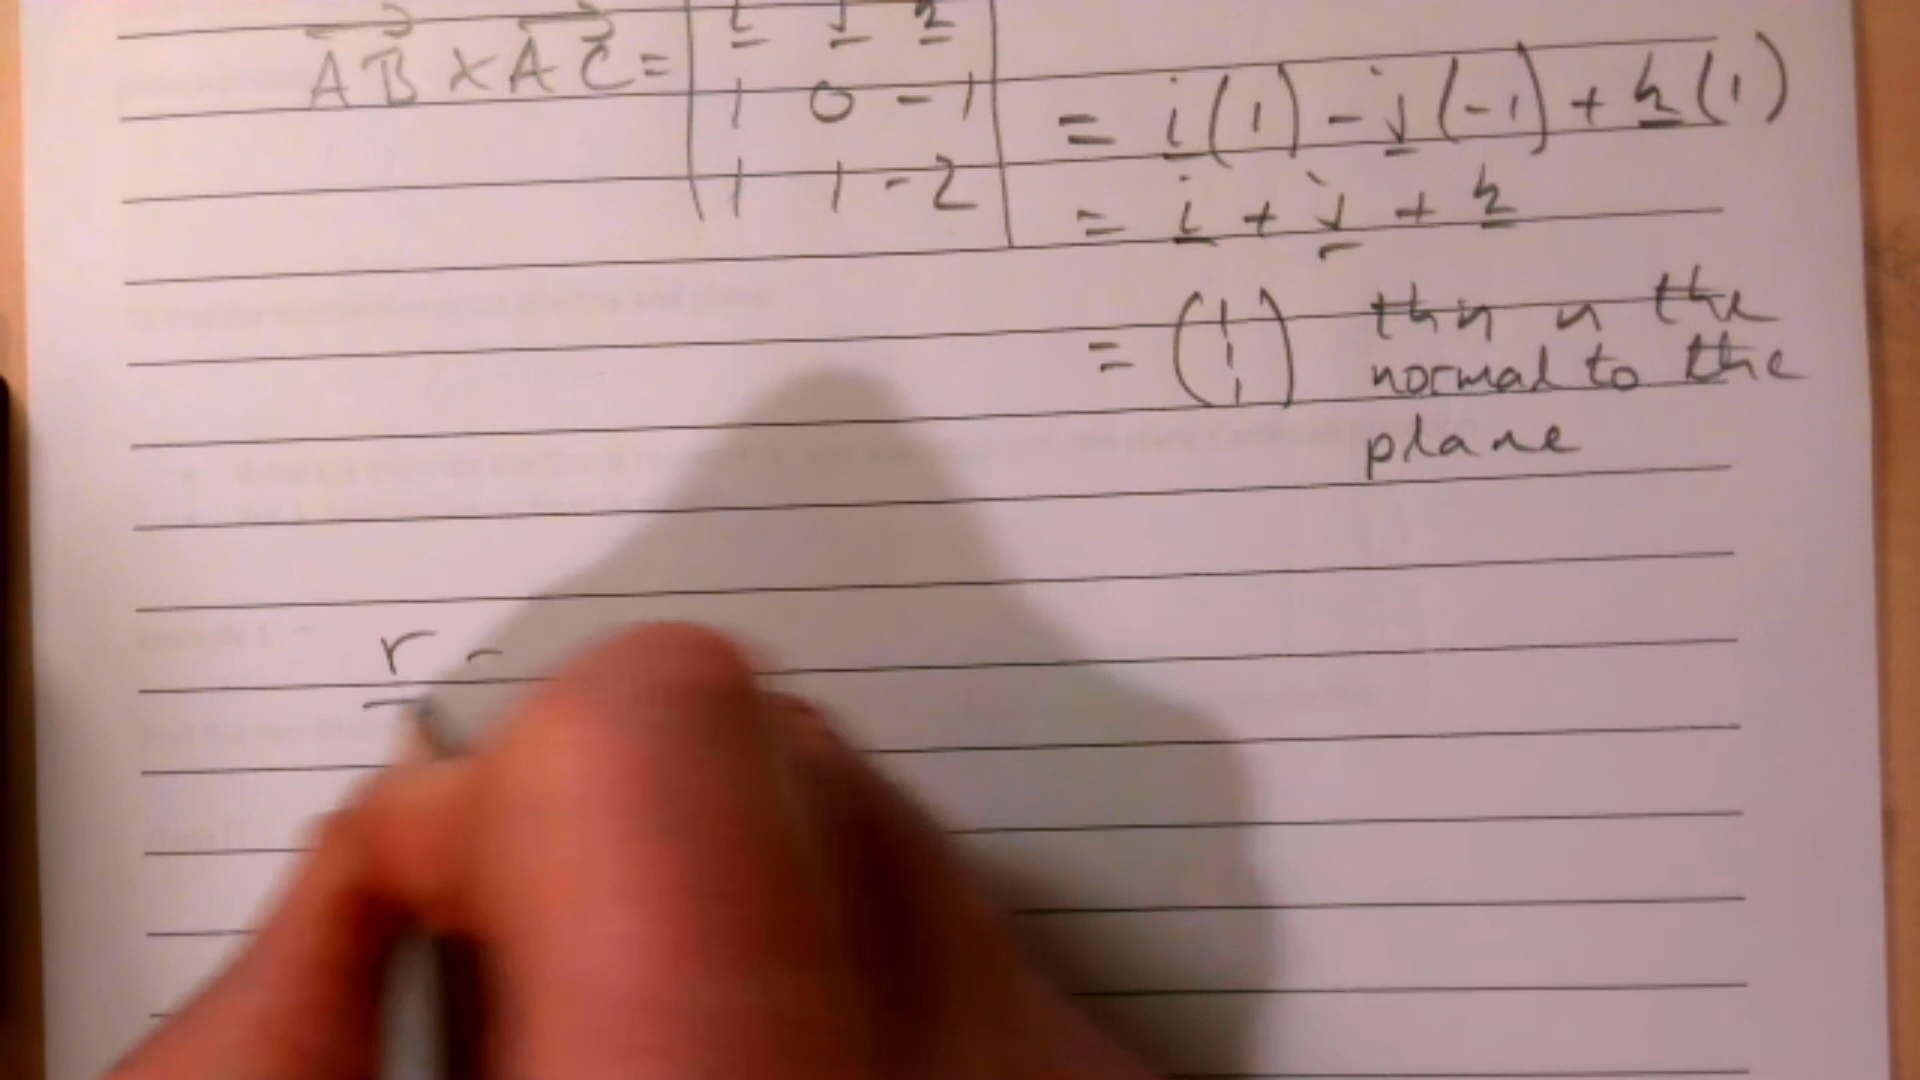 AB × AC = | i j k | 
| 1 0 -1 | = i(1) - j(-1) + k(1)
| 1 1 -2 | = i + j + k
= (1 1 1) this is the
normal to the
plane
r -